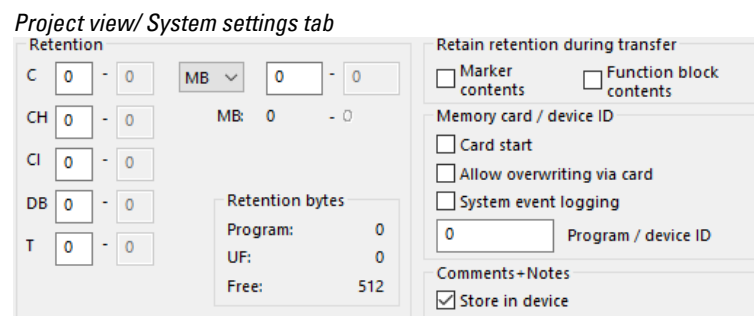 Project view/ System settings tab
Retention
C 0 - 0 MB 0 - 0
MB: 0 - 0
CH 0 - 0
CI 0 - 0
DB 0 - 0
T 0 - 0
Retention bytes
Program: 0
UF: 0
Free: 512
Retain retention during transfer
Marker contents
Function block contents
Memory card / device ID
Card start
Allow overwriting via card
System event logging
0 Program / device ID
Comments+Notes
Store in device